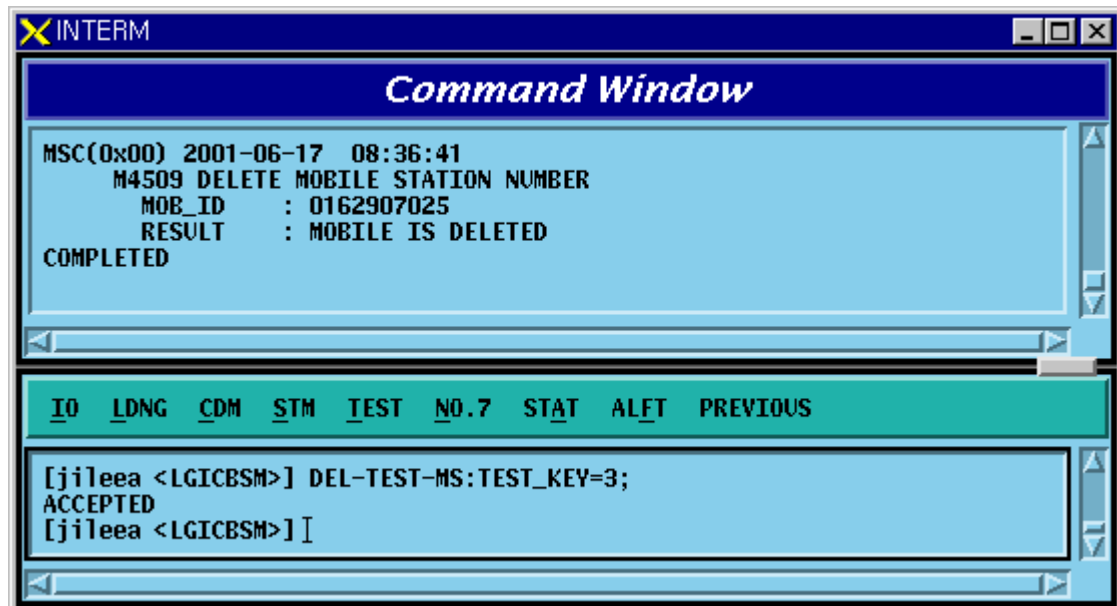 INTERM
Command Window
MSC(0x00) 2001-06-17 08:36:41
M4509 DELETE MOBILE STATION NUMBER
MOB_ID : 0162907025
RESULT : MOBILE IS DELETED
COMPLETED
IO LDNG CDM STM TEST NO.7 STAT ALFT PREVIOUS
[jileea <LGICBSM>] DEL-TEST-MS:TEST_KEY=3;
ACCEPTED
[jileea <LGICBSM>]